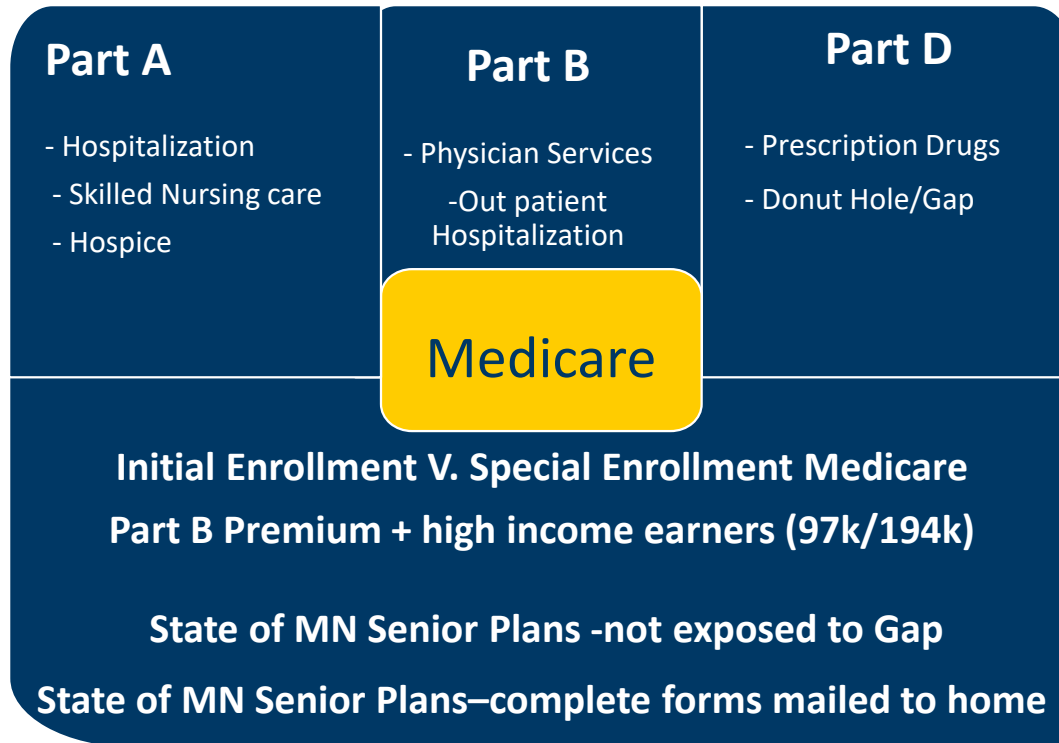 Part A
- Hospitalization
- Skilled Nursing care
- Hospice
Part B
- Physician Services
-Out patient
Hospitalization
Part D
- Prescription Drugs
- Donut Hole/Gap
Medicare
Initial Enrollment V. Special Enrollment Medicare
Part B Premium + high income earners (97k/194k)
State of MN Senior Plans -not exposed to Gap
State of MN Senior Plans–complete forms mailed to home